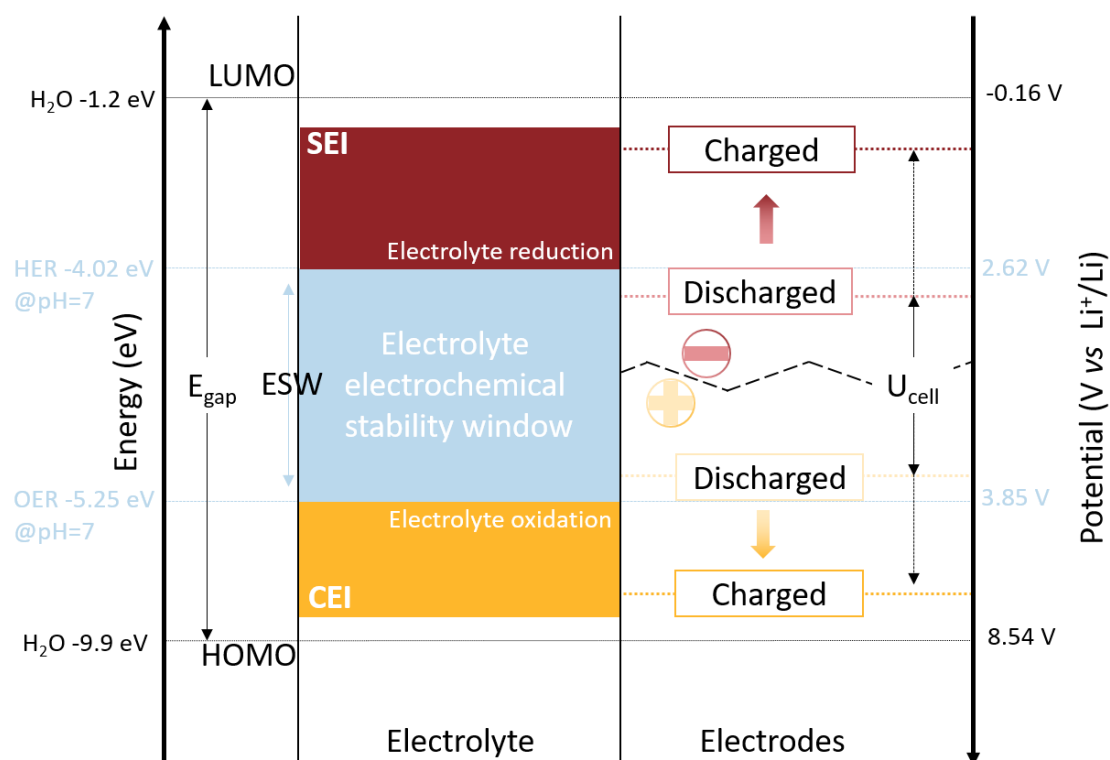 LUMO
H₂O -1.2 eV
-0.16 V
SEI
Charged
Electrolyte reduction
HER -4.02 eV
@pH=7
2.62 V
Discharged
Electrolyte
electrochemical
stability window
E_gap
ESW
U_cell
Energy (eV)
Potential (V vs Li⁺/Li)
Discharged
OER -5.25 eV
@pH=7
3.85 V
Electrolyte oxidation
CEI
Charged
H₂O -9.9 eV
HOMO
8.54 V
Electrolyte
Electrodes